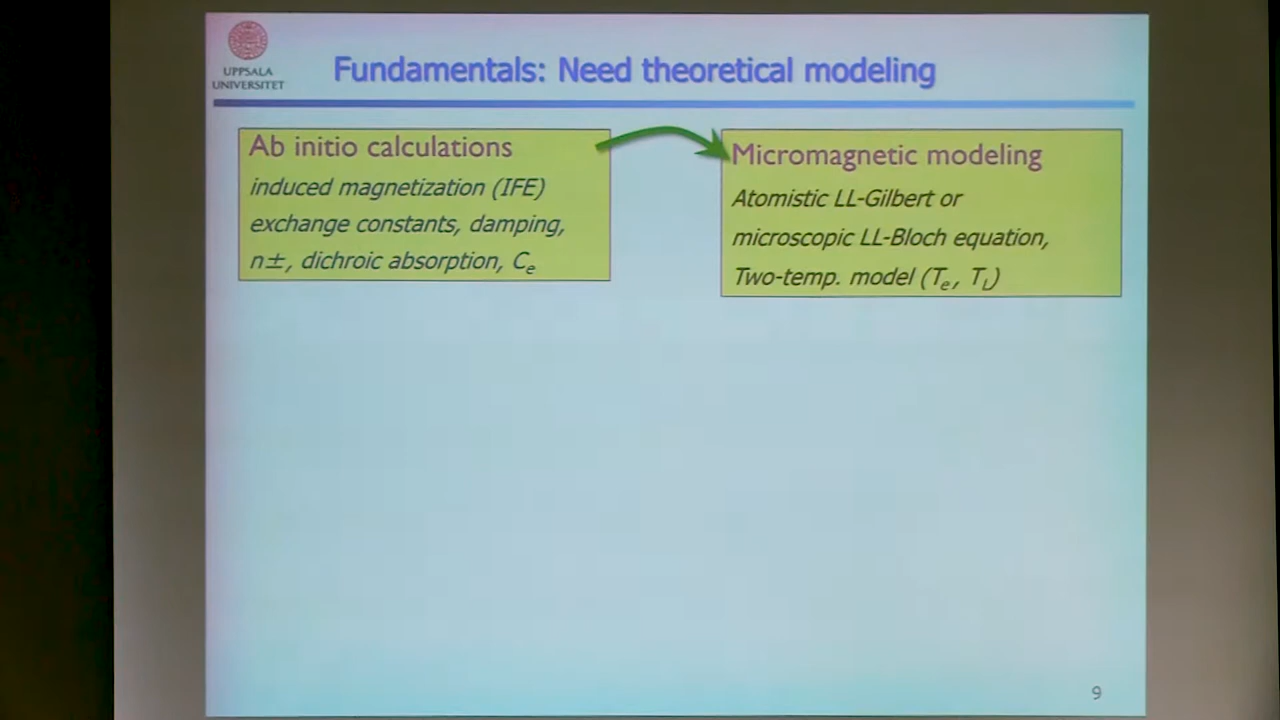 UPPSALA
UNIVERSITET
Fundamentals: Need theoretical modeling
Ab initio calculations
induced magnetization (IFE)
exchange constants, damping,
n±, dichroic absorption, Cₑ
Micromagnetic modeling
Atomistic LL-Gilbert or
microscopic LL-Bloch equation,
Two-temp. model (Tₑ, T_L)
9